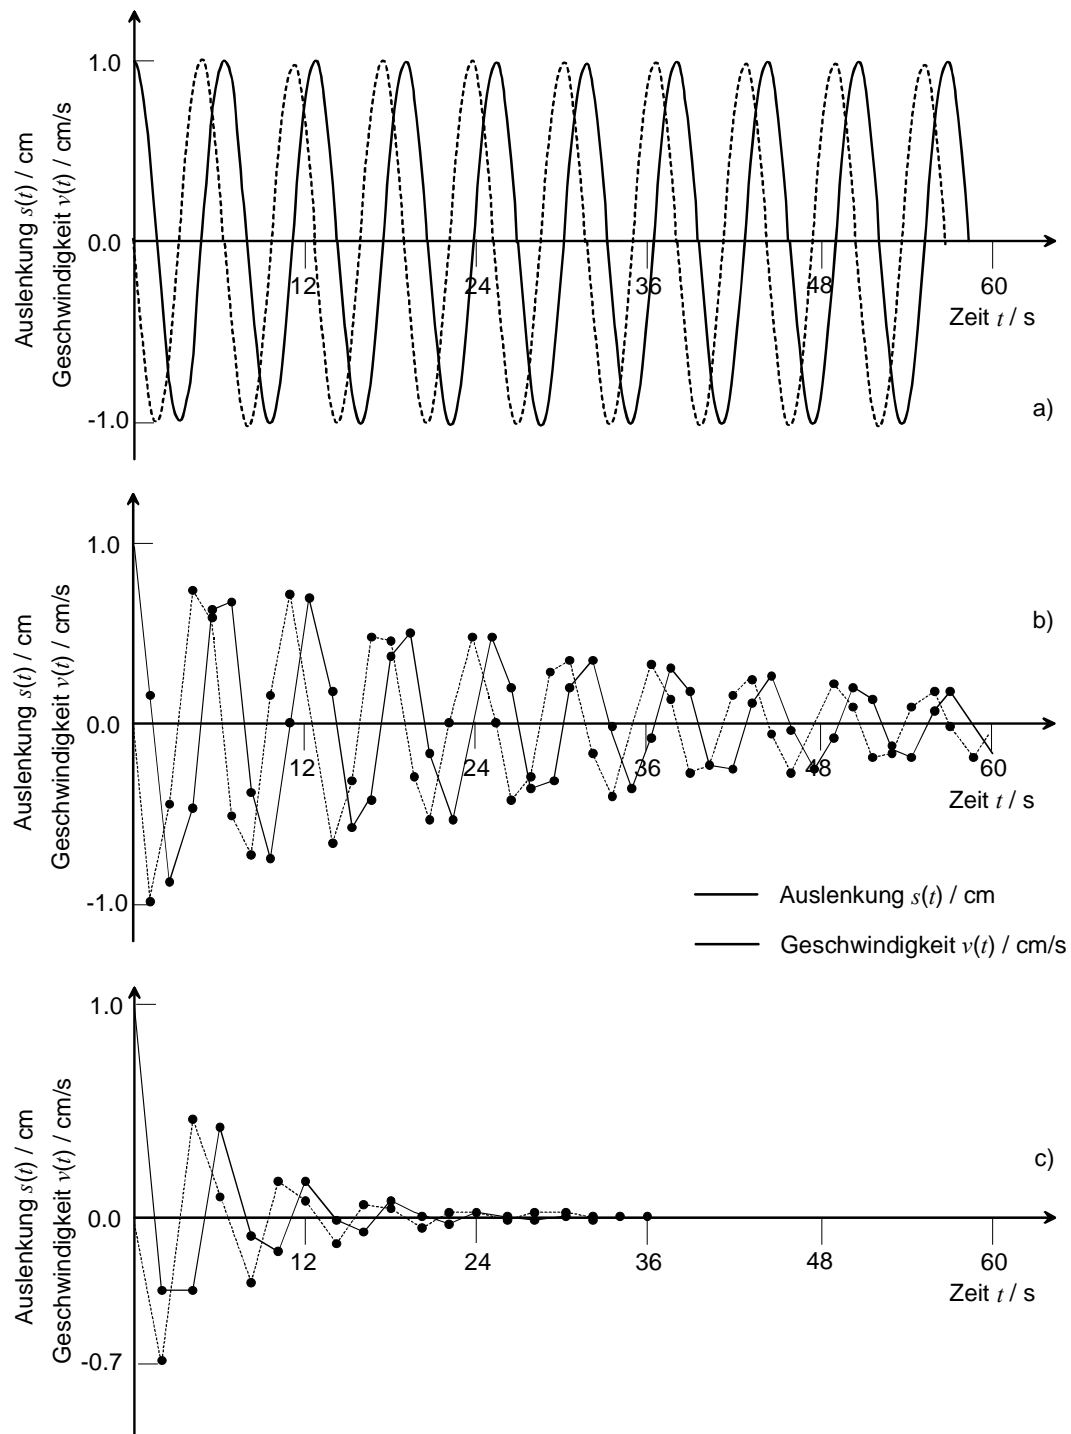 Auslenkung s(t) / cm
Geschwindigkeit v(t) / cm/s
1.0
0.0
-1.0
12
24
36
48
60
Zeit t / s
a)
Auslenkung s(t) / cm
Geschwindigkeit v(t) / cm/s
1.0
0.0
-1.0
12
24
36
48
60
Zeit t / s
b)
Auslenkung s(t) / cm
Geschwindigkeit v(t) / cm/s
Auslenkung s(t) / cm
Geschwindigkeit v(t) / cm/s
1.0
0.0
-0.7
12
24
36
48
60
Zeit t / s
c)